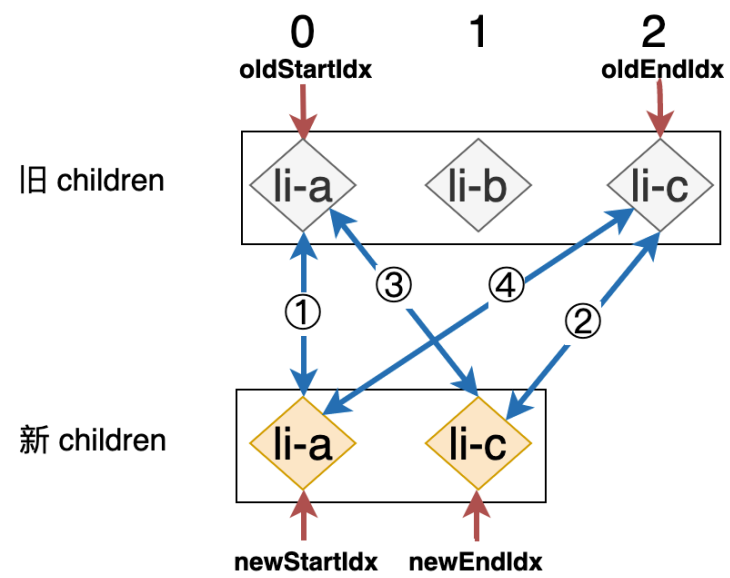 0 1 2
oldStartIdx oldEndIdx
旧 children li-a li-b li-c
① ③ ④ ②
新 children li-a li-c
newStartIdx newEndIdx